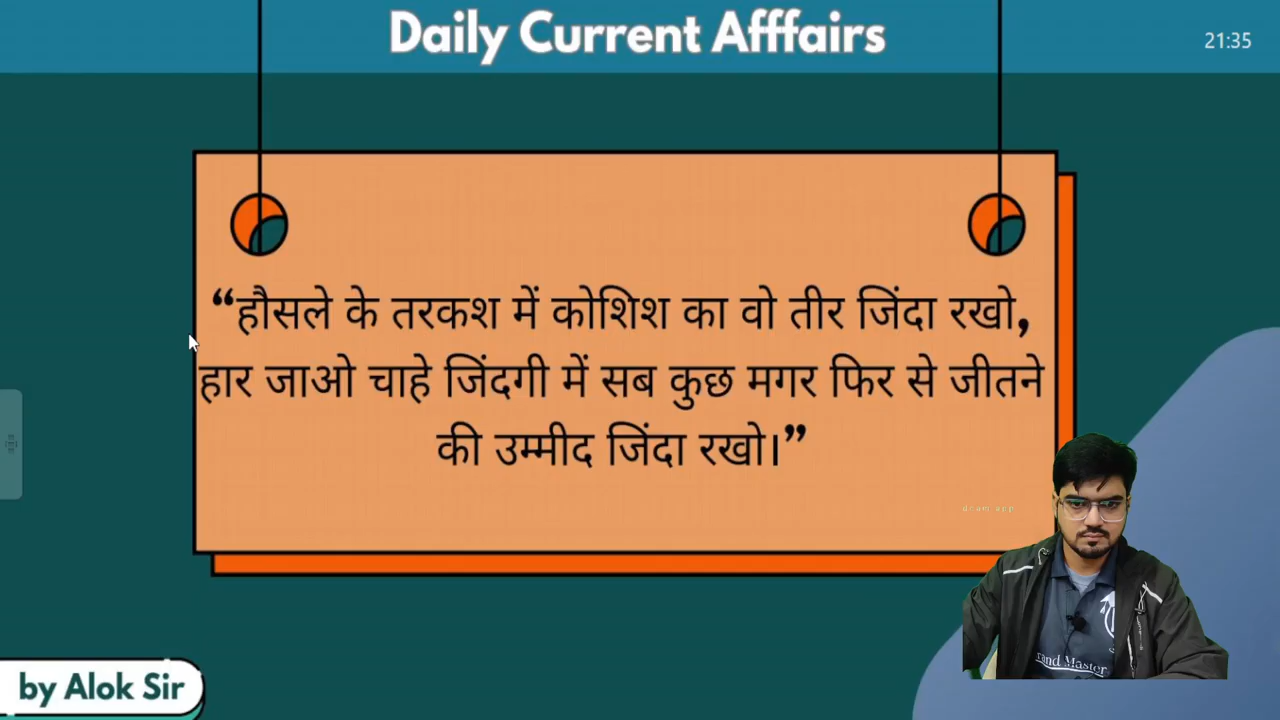 Daily Current Afffairs
21:35
“हौसले के तरकश में कोशिश का वो तीर जिंदा रखो,
हार जाओ चाहे जिंदगी में सब कुछ मगर फिर से जीतने
की उम्मीद जिंदा रखो।”
by Alok Sir